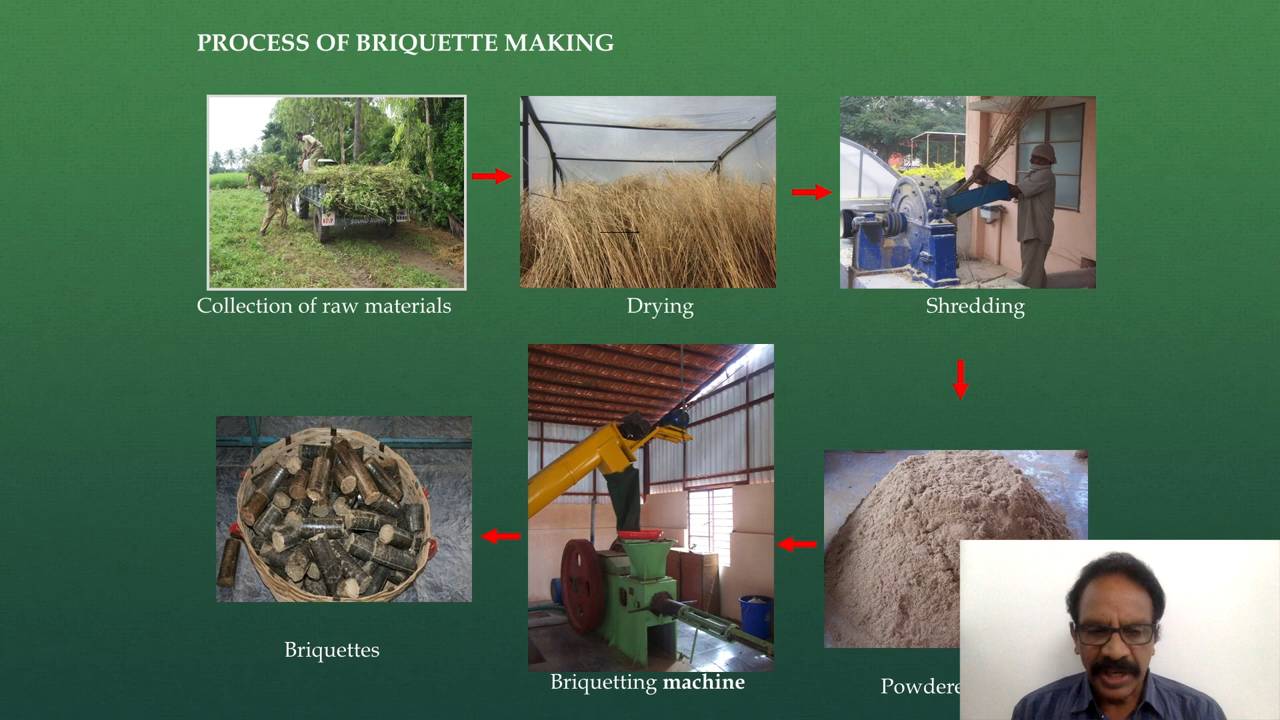 PROCESS OF BRIQUETTE MAKING
Collection of raw materials
Drying
Shredding
Briquettes
Briquetting machine